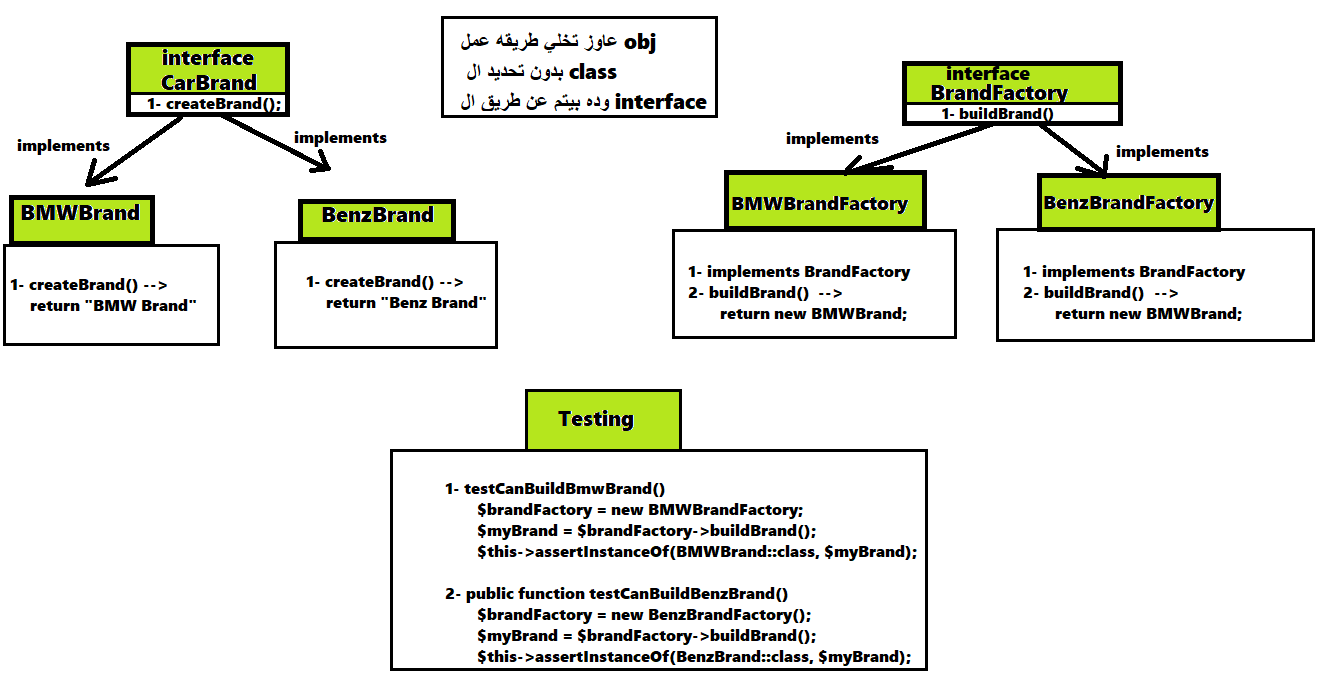 interface
CarBrand
1- createBrand();
implements
implements
BMWBrand
1- createBrand() -->
return "BMW Brand"
BenzBrand
1- createBrand() -->
return "Benz Brand"
عاوز تخلي طريقه عمل obj
بدون تحديد ال class
وده بيتم عن طريق ال interface
interface
BrandFactory
1- buildBrand()
implements
implements
BMWBrandFactory
1- implements BrandFactory
2- buildBrand() -->
return new BMWBrand;
BenzBrandFactory
1- implements BrandFactory
2- buildBrand() -->
return new BMWBrand;
Testing
1- testCanBuildBmwBrand()
$brandFactory = new BMWBrandFactory;
$myBrand = $brandFactory->buildBrand();
$this->assertInstanceOf(BMWBrand::class, $myBrand);
2- public function testCanBuildBenzBrand()
$brandFactory = new BenzBrandFactory();
$myBrand = $brandFactory->buildBrand();
$this->assertInstanceOf(BenzBrand::class, $myBrand);